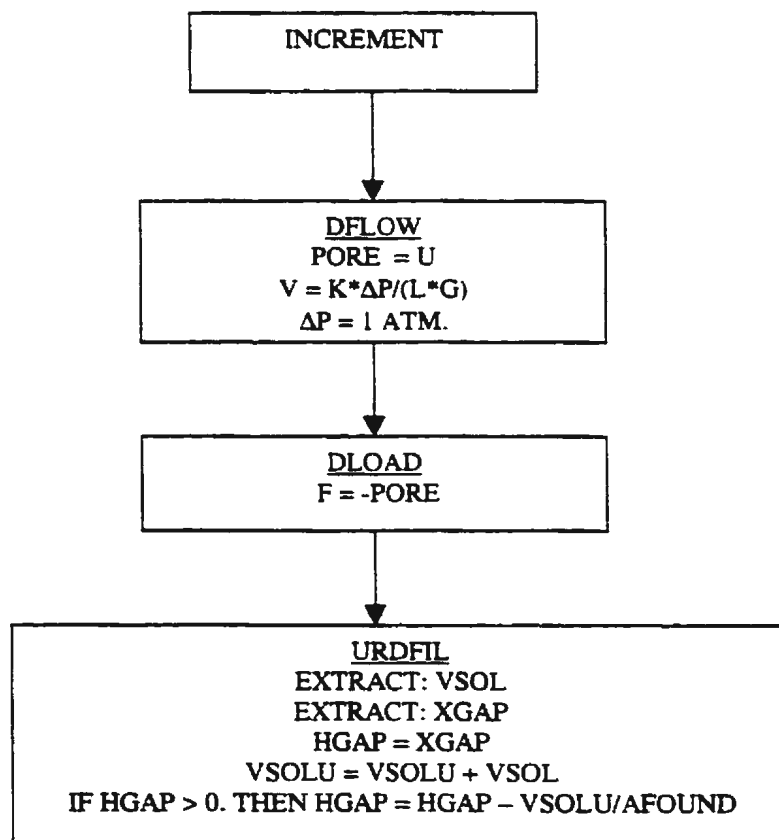 INCREMENT
DFLOW
PORE = U
V = K*ΔP/(L*G)
ΔP = 1 ATM.
DLOAD
F = -PORE
URDFIL
EXTRACT: VSOL
EXTRACT: XGAP
HGAP = XGAP
VSOLU = VSOLU + VSOL
IF HGAP > 0. THEN HGAP = HGAP – VSOLU/AFOUND